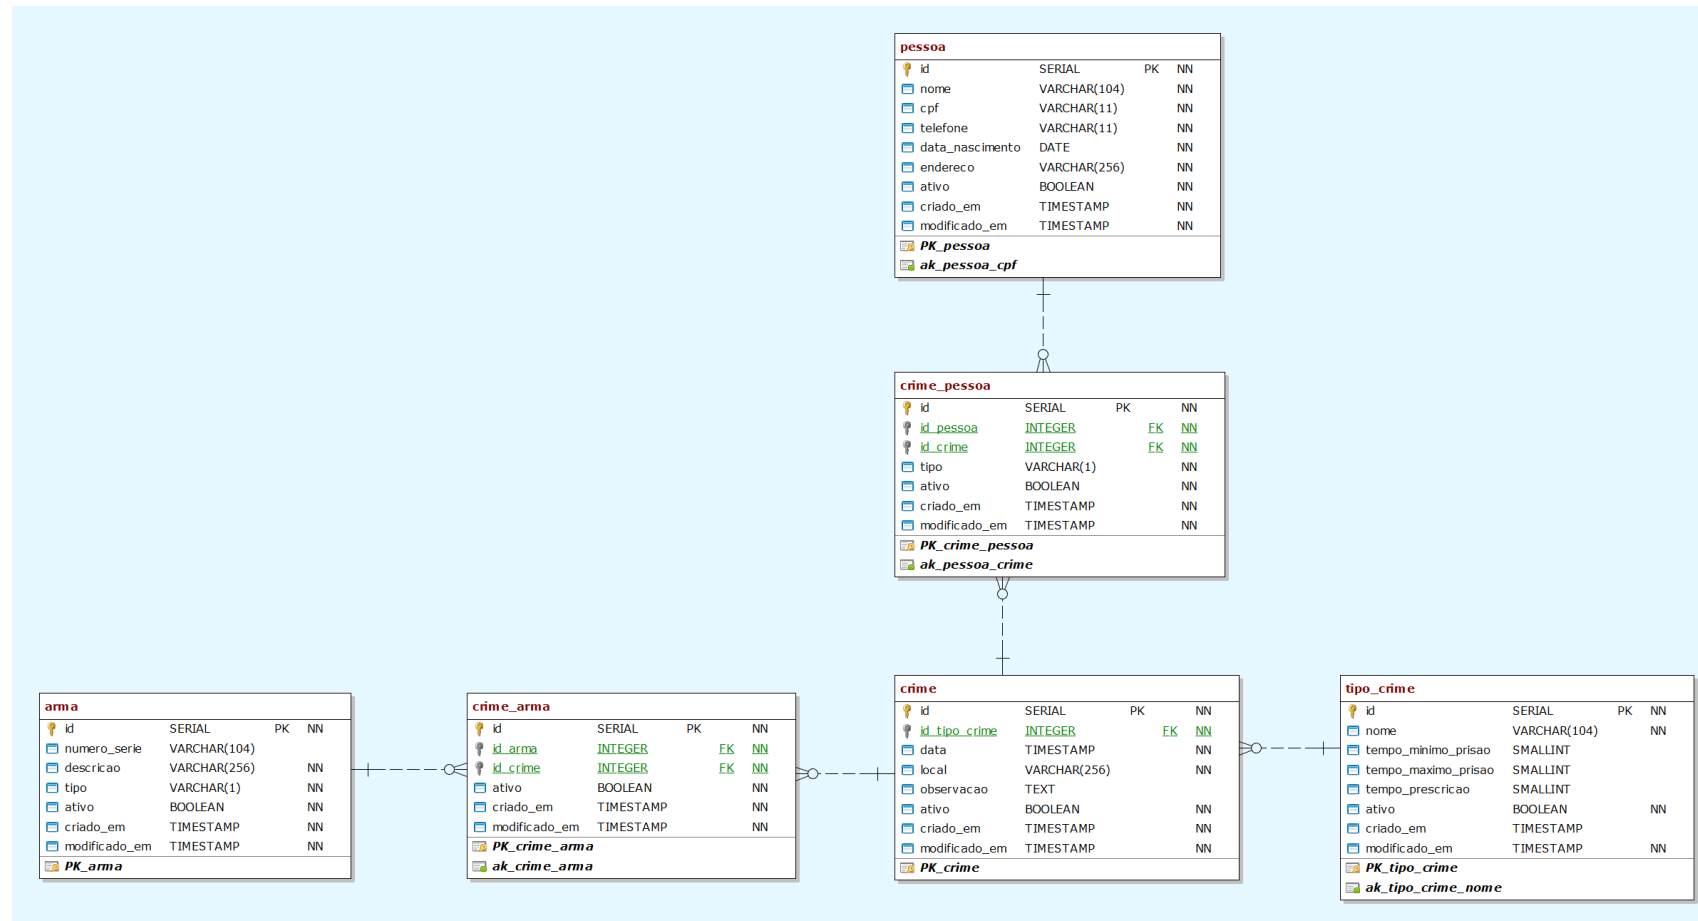 pessoa
id SERIAL PK NN
nome VARCHAR(104) NN
cpf VARCHAR(11) NN
telefone VARCHAR(11) NN
data_nascimento DATE NN
endereco VARCHAR(256) NN
ativo BOOLEAN NN
criado_em TIMESTAMP NN
modificado_em TIMESTAMP NN
PK_pessoa
ak_pessoa_cpf
crime_pessoa
id SERIAL PK NN
id_pessoa INTEGER FK NN
id_crime INTEGER FK NN
tipo VARCHAR(1) NN
ativo BOOLEAN NN
criado_em TIMESTAMP NN
modificado_em TIMESTAMP NN
PK_crime_pessoa
ak_pessoa_crime
arma
id SERIAL PK NN
numero_serie VARCHAR(104)
descricao VARCHAR(256) NN
tipo VARCHAR(1) NN
ativo BOOLEAN NN
criado_em TIMESTAMP NN
modificado_em TIMESTAMP NN
PK_arma
crime_arma
id SERIAL PK NN
id_arma INTEGER FK NN
id_crime INTEGER FK NN
ativo BOOLEAN NN
criado_em TIMESTAMP NN
modificado_em TIMESTAMP NN
PK_crime_arma
ak_crime_arma
crime
id SERIAL PK NN
id_tipo_crime INTEGER FK NN
data TIMESTAMP NN
local VARCHAR(256) NN
observacao TEXT
ativo BOOLEAN NN
criado_em TIMESTAMP NN
modificado_em TIMESTAMP NN
PK_crime
tipo_crime
id SERIAL PK NN
nome VARCHAR(104) NN
tempo_minimo_prisao SMALLINT
tempo_maximo_prisao SMALLINT
tempo_prescricao SMALLINT
ativo BOOLEAN NN
criado_em TIMESTAMP
modificado_em TIMESTAMP NN
PK_tipo_crime
ak_tipo_crime_nome